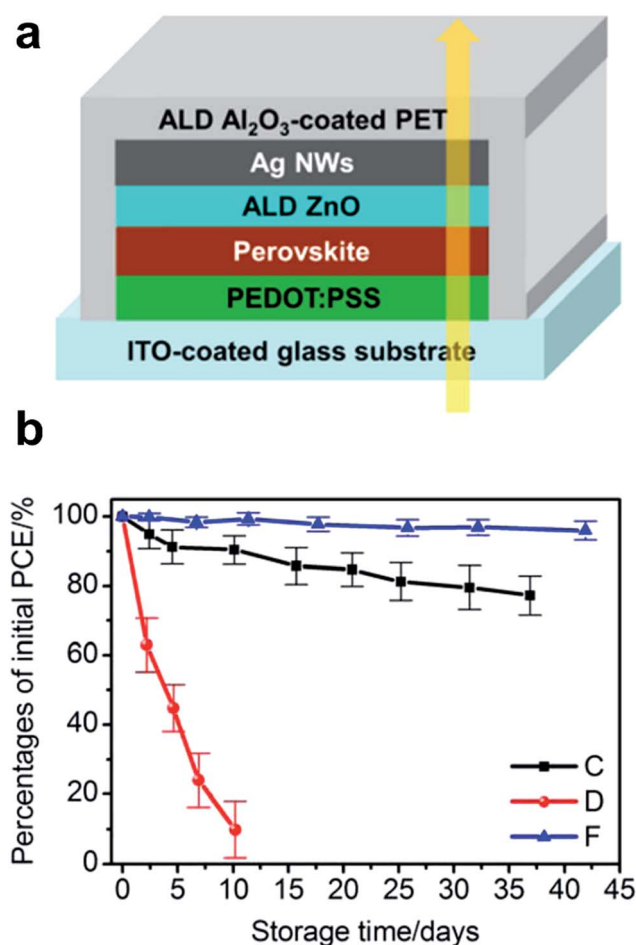 a
ALD Al₂O₃-coated PET
Ag NWs
ALD ZnO
Perovskite
PEDOT:PSS
ITO-coated glass substrate
b
Percentages of initial PCE/%
100
80
60
40
20
0
C
D
F
0 5 10 15 20 25 30 35 40 45
Storage time/days